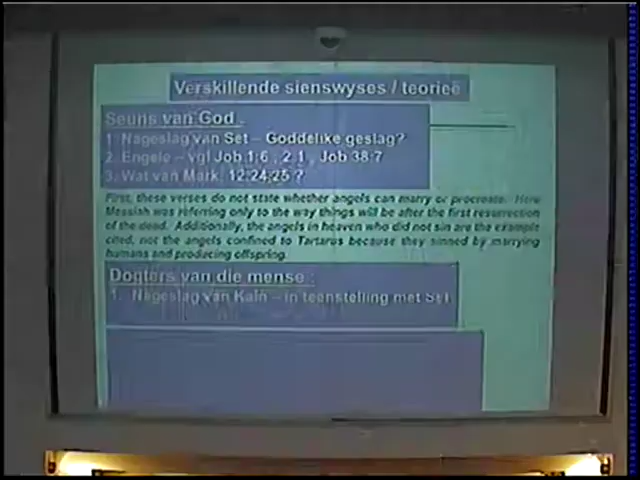 Verskillende sienswyses / teorieë
Seuns van God :
1. Nageslag van Set – Goddelike geslag?
2. Engele – vgl Job 1:6 , 2:1 , Job 38:7
3. Wat van Mark. 12:24,25 ?
First, these verses do not state whether angels can marry or procreate. Here
Messiah was referring only to the way things will be after the first resurrection
of the dead. Additionally, the angels in heaven who did not sin are the example
cited, not the angels confined to Tartarus because they sinned by marrying
humans and producing offspring.
Dogters van die mense :
1. Nageslag van Kain – in teenstelling met Set